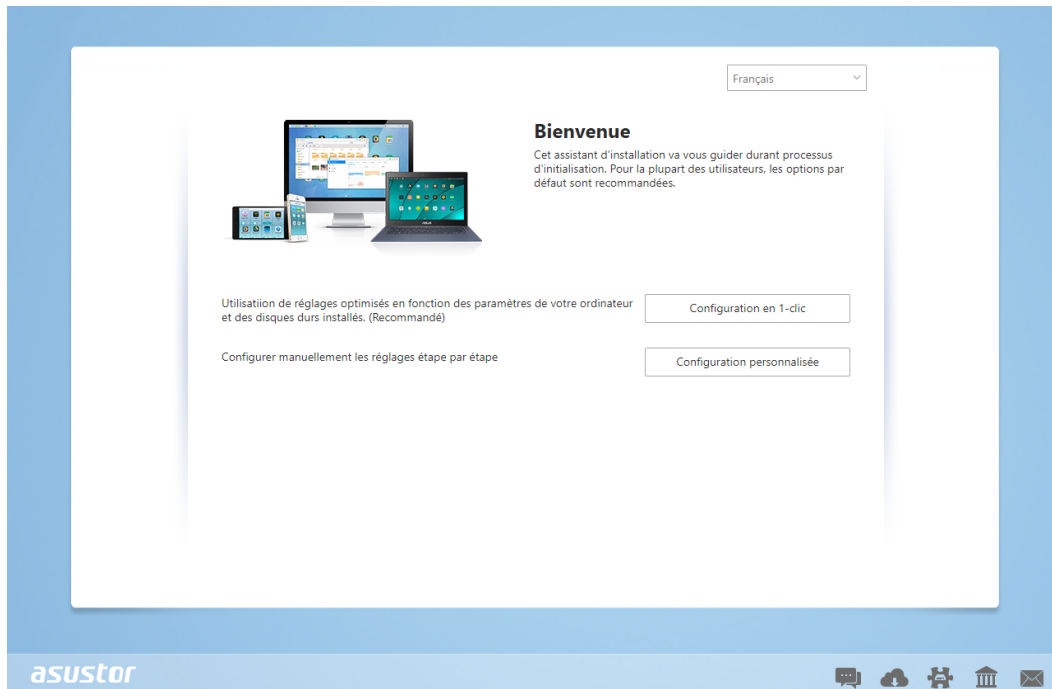 Français
Bienvenue
Cet assistant d'installation va vous guider durant processus
d'initialisation. Pour la plupart des utilisateurs, les options par
défaut sont recommandées.
Utilisatiion de réglages optimisés en fonction des paramètres de votre ordinateur
et des disques durs installés. (Recommandé)
Configuration en 1-clic
Configurer manuellement les réglages étape par étape
Configuration personnalisée
asustor